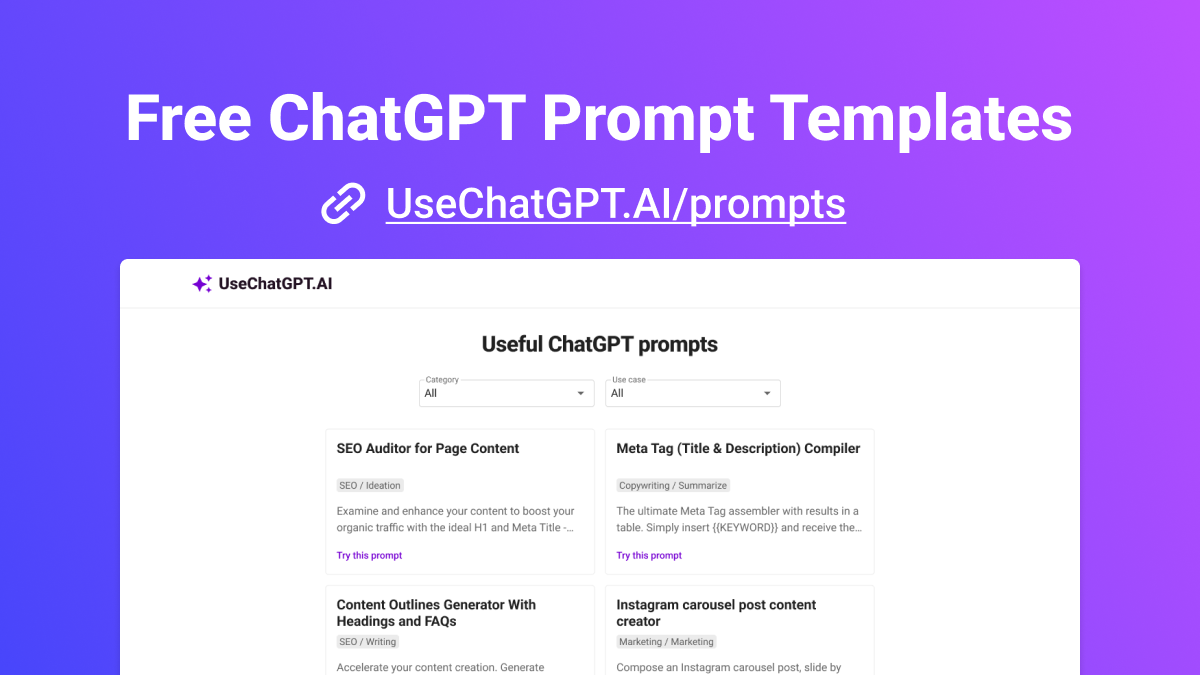 Free ChatGPT Prompt Templates
UseChatGPT.AI/prompts
UseChatGPT.AI
Useful ChatGPT prompts
Category
All
Use case
All
SEO Auditor for Page Content
SEO / Ideation
Examine and enhance your content to boost your
organic traffic with the ideal H1 and Meta Title -...
Try this prompt
Meta Tag (Title & Description) Compiler
Copywriting / Summarize
The ultimate Meta Tag assembler with results in a
table. Simply insert {{KEYWORD}} and receive the...
Try this prompt
Content Outlines Generator With
Headings and FAQs
SEO / Writing
Accelerate your content creation. Generate
Instagram carousel post content
creator
Marketing / Marketing
Compose an Instagram carousel post, slide by